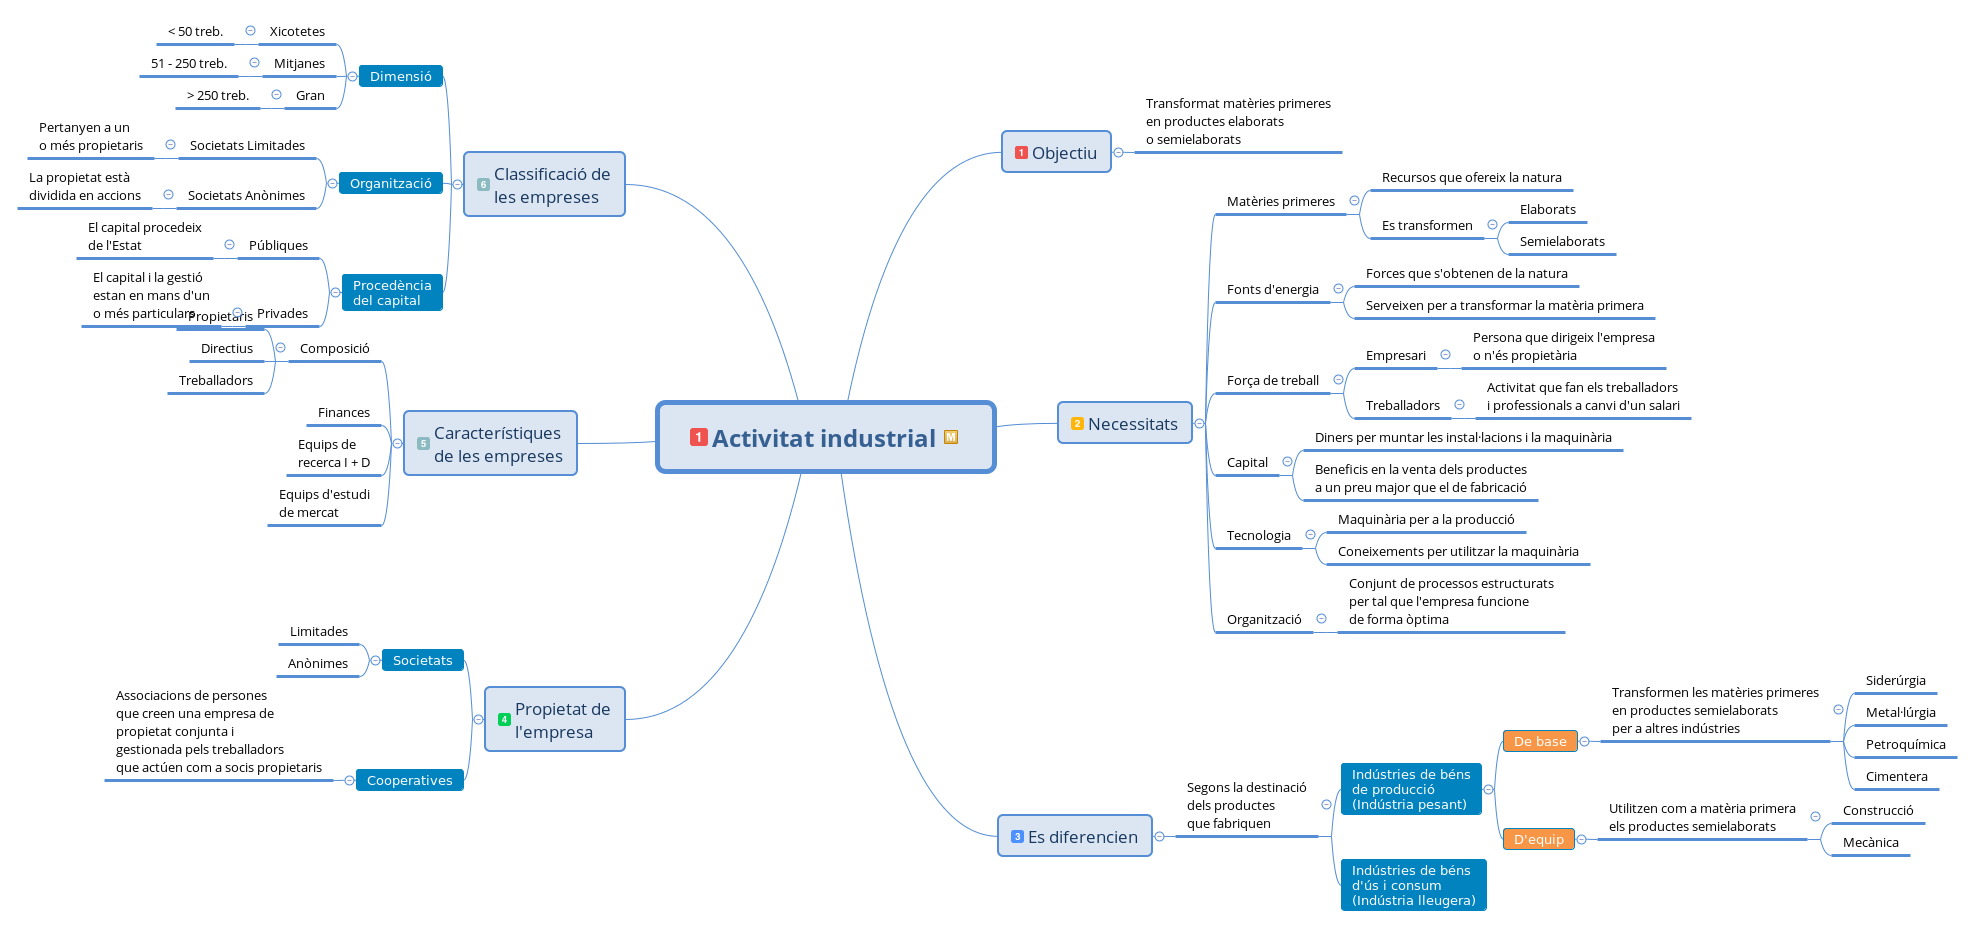 1 Activitat industrial M
1 Objectiu
Transformat matèries primeres
en productes elaborats
o semielaborats
2 Necessitats
Matèries primeres
Recursos que ofereix la natura
Es transformen
Elaborats
Semielaborats
Fonts d'energia
Forces que s'obtenen de la natura
Serveixen per a transformar la matèria primera
Força de treball
Empresari
Persona que dirigeix l'empresa
o n'és propietària
Treballadors
Activitat que fan els treballadors
i professionals a canvi d'un salari
Capital
Diners per muntar les instal·lacions i la maquinària
Beneficis en la venta dels productes
a un preu major que el de fabricació
Tecnologia
Maquinària per a la producció
Coneixements per utilitzar la maquinària
Organització
Conjunt de processos estructurats
per tal que l'empresa funcione
de forma òptima
3 Es diferencien
Segons la destinació
dels productes
que fabriquen
Indústries de béns
de producció
(Indústria pesant)
De base
Transformen les matèries primeres
en productes semielaborats
per a altres indústries
Siderúrgia
Metal·lúrgia
Petroquímica
Cimentera
D'equip
Utilitzen com a matèria primera
els productes semielaborats
Construcció
Mecànica
Indústries de béns
d'ús i consum
(Indústria lleugera)
4 Propietat de
l'empresa
Societats
Limitades
Anònimes
Cooperatives
Associacions de persones
que creen una empresa de
propietat conjunta i
gestionada pels treballadors
que actúen com a socis propietaris
5 Característiques
de les empreses
Composició
Propietaris
Directius
Treballadors
Finances
Equips de
recerca I + D
Equips d'estudi
de mercat
6 Classificació de
les empreses
Dimensió
Xicotetes
< 50 treb.
Mitjanes
51 - 250 treb.
Gran
> 250 treb.
Organització
Societats Limitades
Pertanyen a un
o més propietaris
Societats Anònimes
La propietat està
dividida en accions
Procedència
del capital
Públiques
El capital procedeix
de l'Estat
Privades
El capital i la gestió
estan en mans d'un
o més particulars